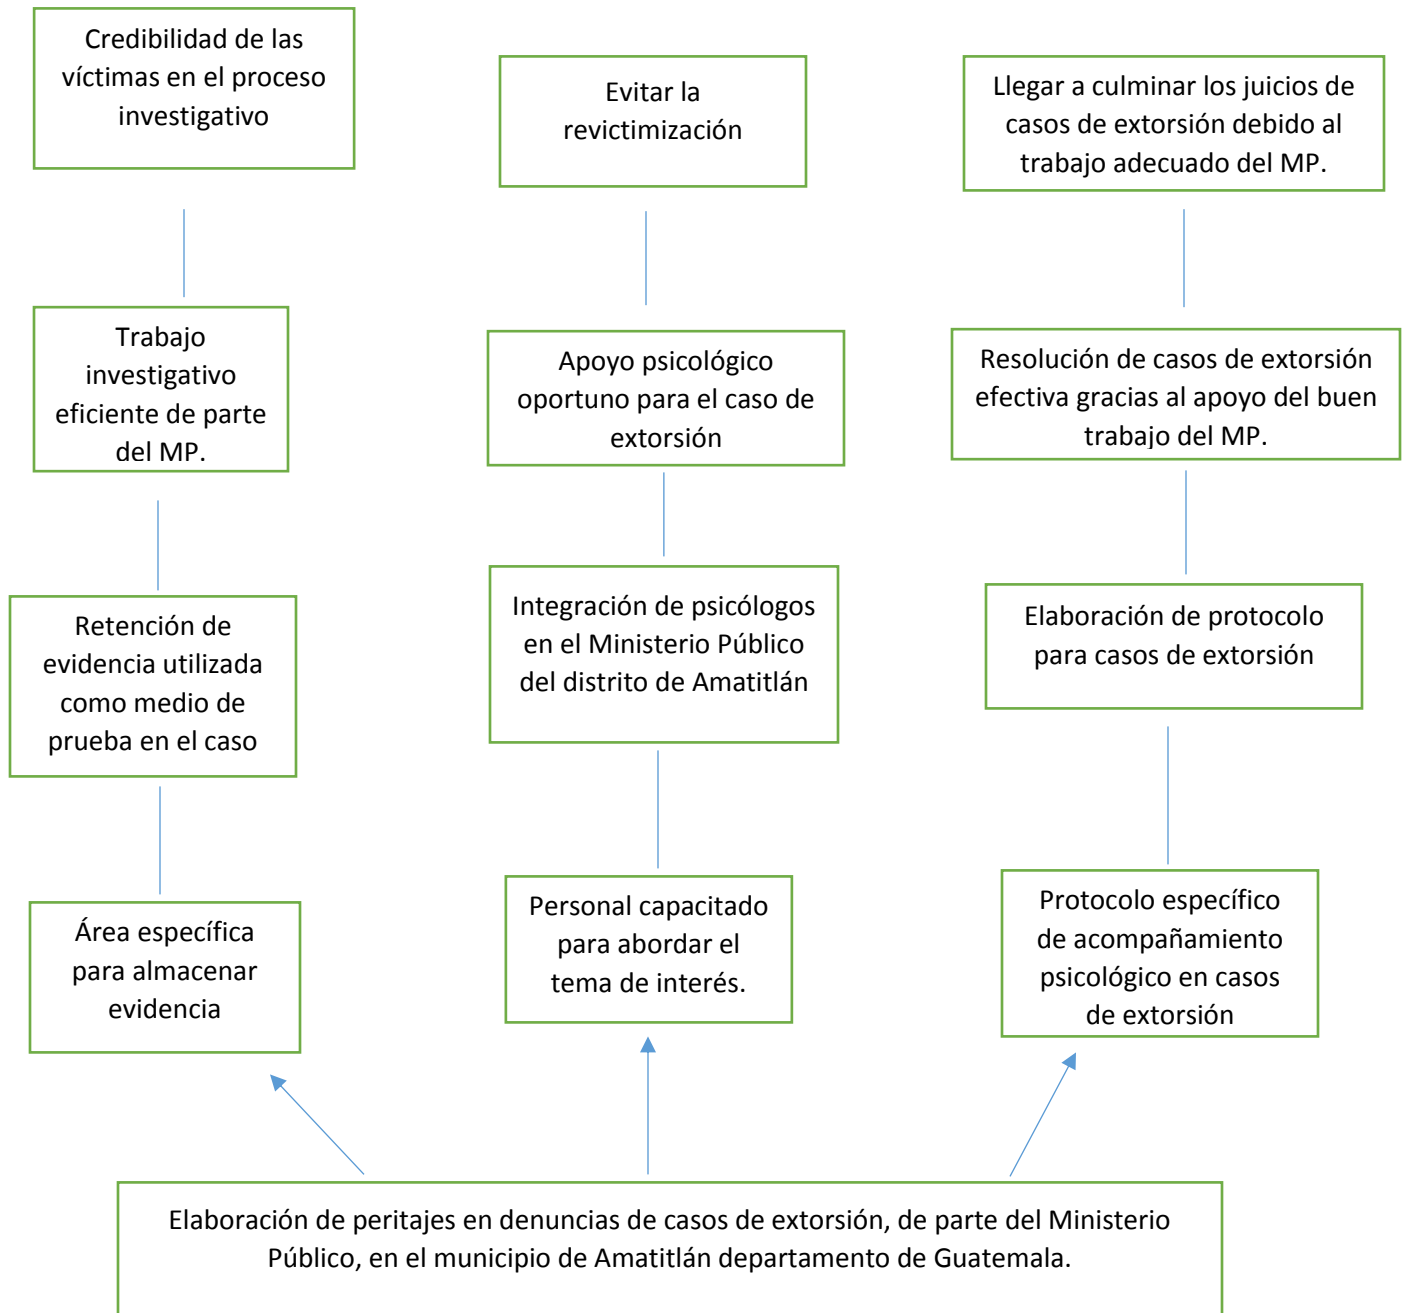 Credibilidad de las
víctimas en el proceso
investigativo
Evitar la
revictimización
Llegar a culminar los juicios de
casos de extorsión debido al
trabajo adecuado del MP.
Trabajo
investigativo
eficiente de parte
del MP.
Apoyo psicológico
oportuno para el caso de
extorsión
Resolución de casos de extorsión
efectiva gracias al apoyo del buen
trabajo del MP.
Retención de
evidencia utilizada
como medio de
prueba en el caso
Integración de psicólogos
en el Ministerio Público
del distrito de Amatitlán
Elaboración de protocolo
para casos de extorsión
Área específica
para almacenar
evidencia
Personal capacitado
para abordar el
tema de interés.
Protocolo específico
de acompañamiento
psicológico en casos
de extorsión
Elaboración de peritajes en denuncias de casos de extorsión, de parte del Ministerio
Público, en el municipio de Amatitlán departamento de Guatemala.